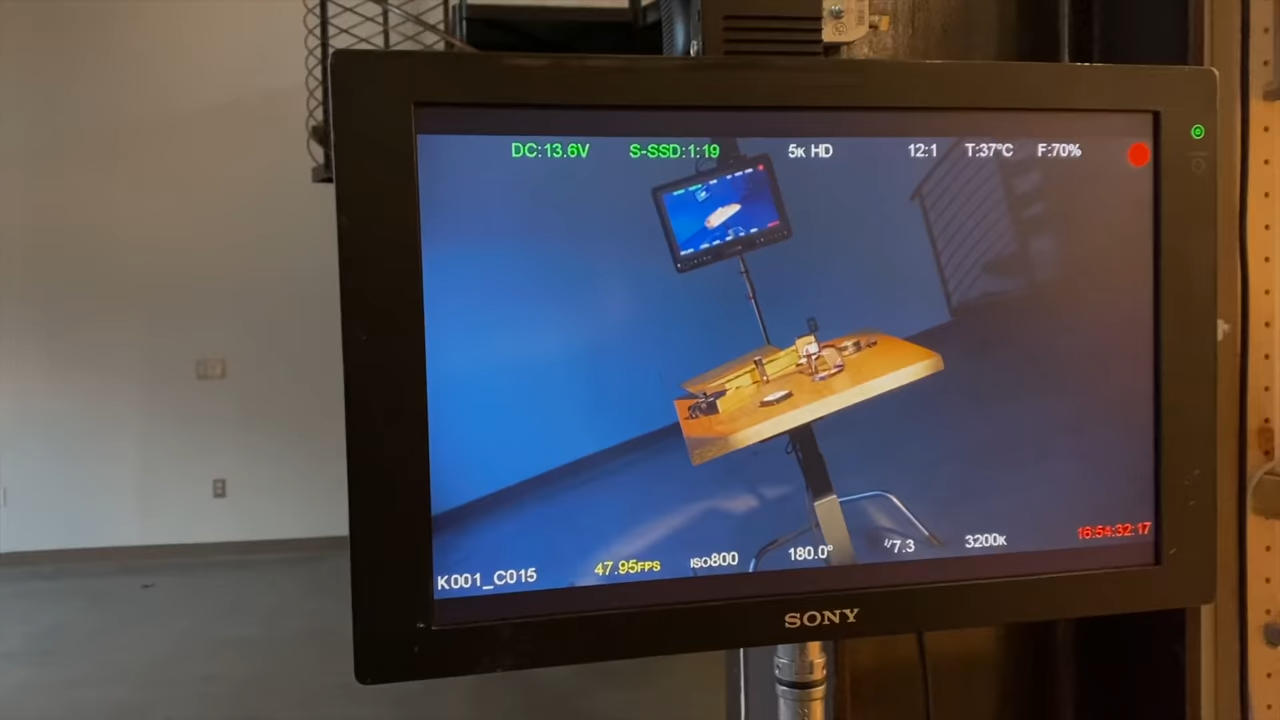 DC:13.6V S-SSD:1:19 5K HD 12:1 T:37°C F:70%
16:54:32:17
K001_C015 47.95FPS ISO800 180.0° 7.3 3200K
SONY